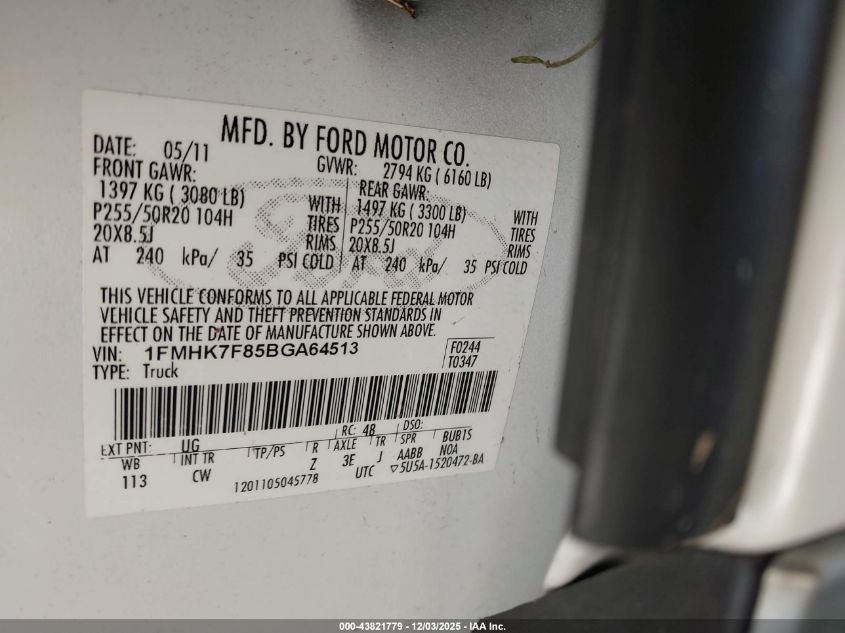 MFD. BY FORD MOTOR CO.
DATE: 05/11 GVWR: 2794 KG ( 6160 LB)
FRONT GAWR: REAR GAWR:
1397 KG ( 3080 LB) WITH 1497 KG ( 3300 LB) WITH
P255/50R20 104H TIRES P255/50R20 104H TIRES
20X8.5J RIMS 20X8.5J RIMS
AT 240 kPa/ 35 PSI COLD AT 240 kPa/ 35 PSI COLD
THIS VEHICLE CONFORMS TO ALL APPLICABLE FEDERAL MOTOR
VEHICLE SAFETY AND THEFT PREVENTION STANDARDS IN
EFFECT ON THE DATE OF MANUFACTURE SHOWN ABOVE.
VIN: 1FMHK7F85BGA64513 F0244
TYPE: Truck T0347
EXT PNT: UG RC: 48 DSO:
WB INT TR TP/PS R AXLE TR SPR BUB1S
113 CW Z 3E J AABB NOA
1201105045778 UTC ▽5U5A-1520472-BA
000-43821779 - 12/03/2025 - IAA Inc.